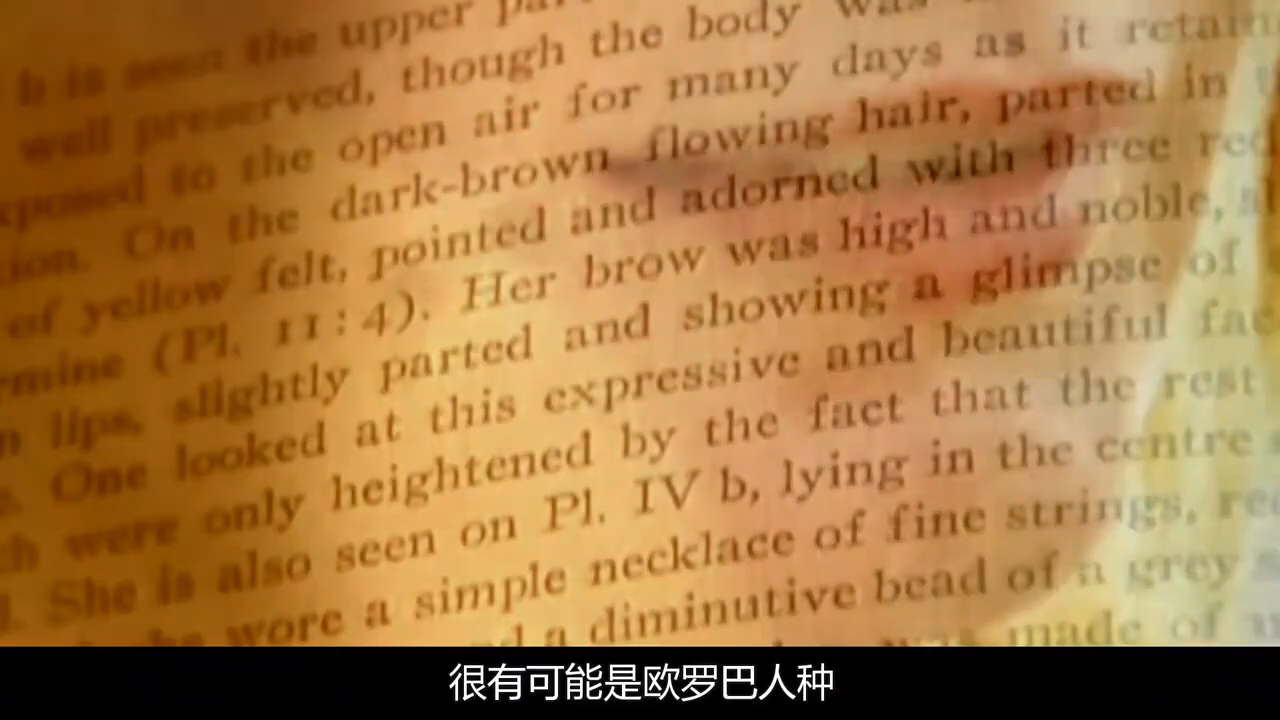 b is seen the upper
well preserved, though the body was
to the open air for many days as it
On the dark-brown flowing hair, parted in
of yellow felt, pointed and adorned with three
(Pl. 11:4). Her brow was high and noble,
lips, slightly parted and showing a glimpse of
One looked at this expressive and beautiful
were only heightened by the fact that the rest
She is also seen on Pl. IV b, lying in the centre
wore a simple necklace of fine strings,
a diminutive bead of a grey
made of
很有可能是欧罗巴人种